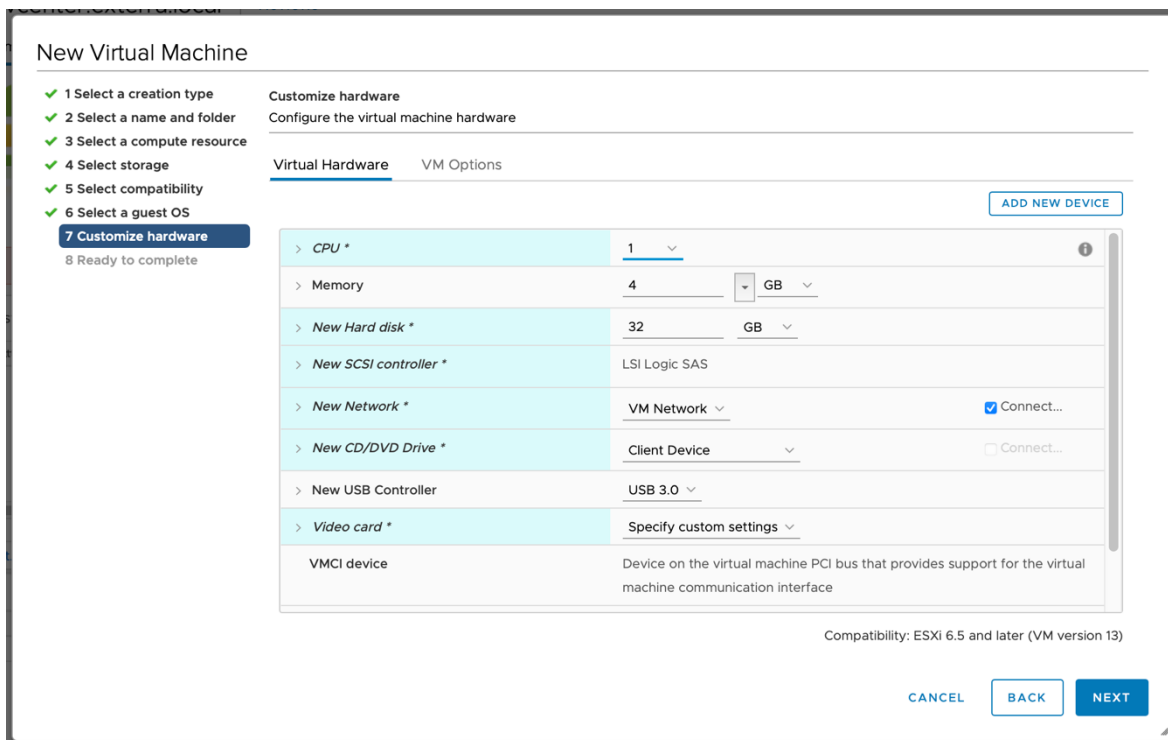 New Virtual Machine
1 Select a creation type
2 Select a name and folder
3 Select a compute resource
4 Select storage
5 Select compatibility
6 Select a guest OS
7 Customize hardware
8 Ready to complete
Customize hardware
Configure the virtual machine hardware
Virtual Hardware VM Options
ADD NEW DEVICE
CPU * 1
Memory 4 GB
New Hard disk * 32 GB
New SCSI controller * LSI Logic SAS
New Network * VM Network Connect...
New CD/DVD Drive * Client Device Connect...
New USB Controller USB 3.0
Video card * Specify custom settings
VMCI device Device on the virtual machine PCI bus that provides support for the virtual
machine communication interface
Compatibility: ESXi 6.5 and later (VM version 13)
CANCEL BACK NEXT